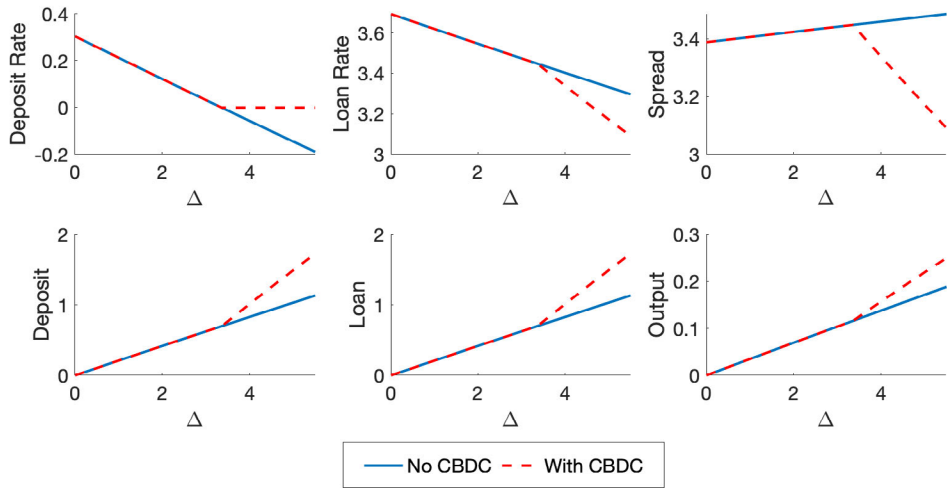 Deposit Rate
0.4
0.2
0
-0.2
0 2 4
Δ
Loan Rate
3.6
3.4
3.2
3
0 2 4
Δ
Spread
3.4
3.2
3
0 2 4
Δ
Deposit
2
1
0
0 2 4
Δ
Loan
2
1
0
0 2 4
Δ
Output
0.3
0.2
0.1
0
0 2 4
Δ
No CBDC
With CBDC